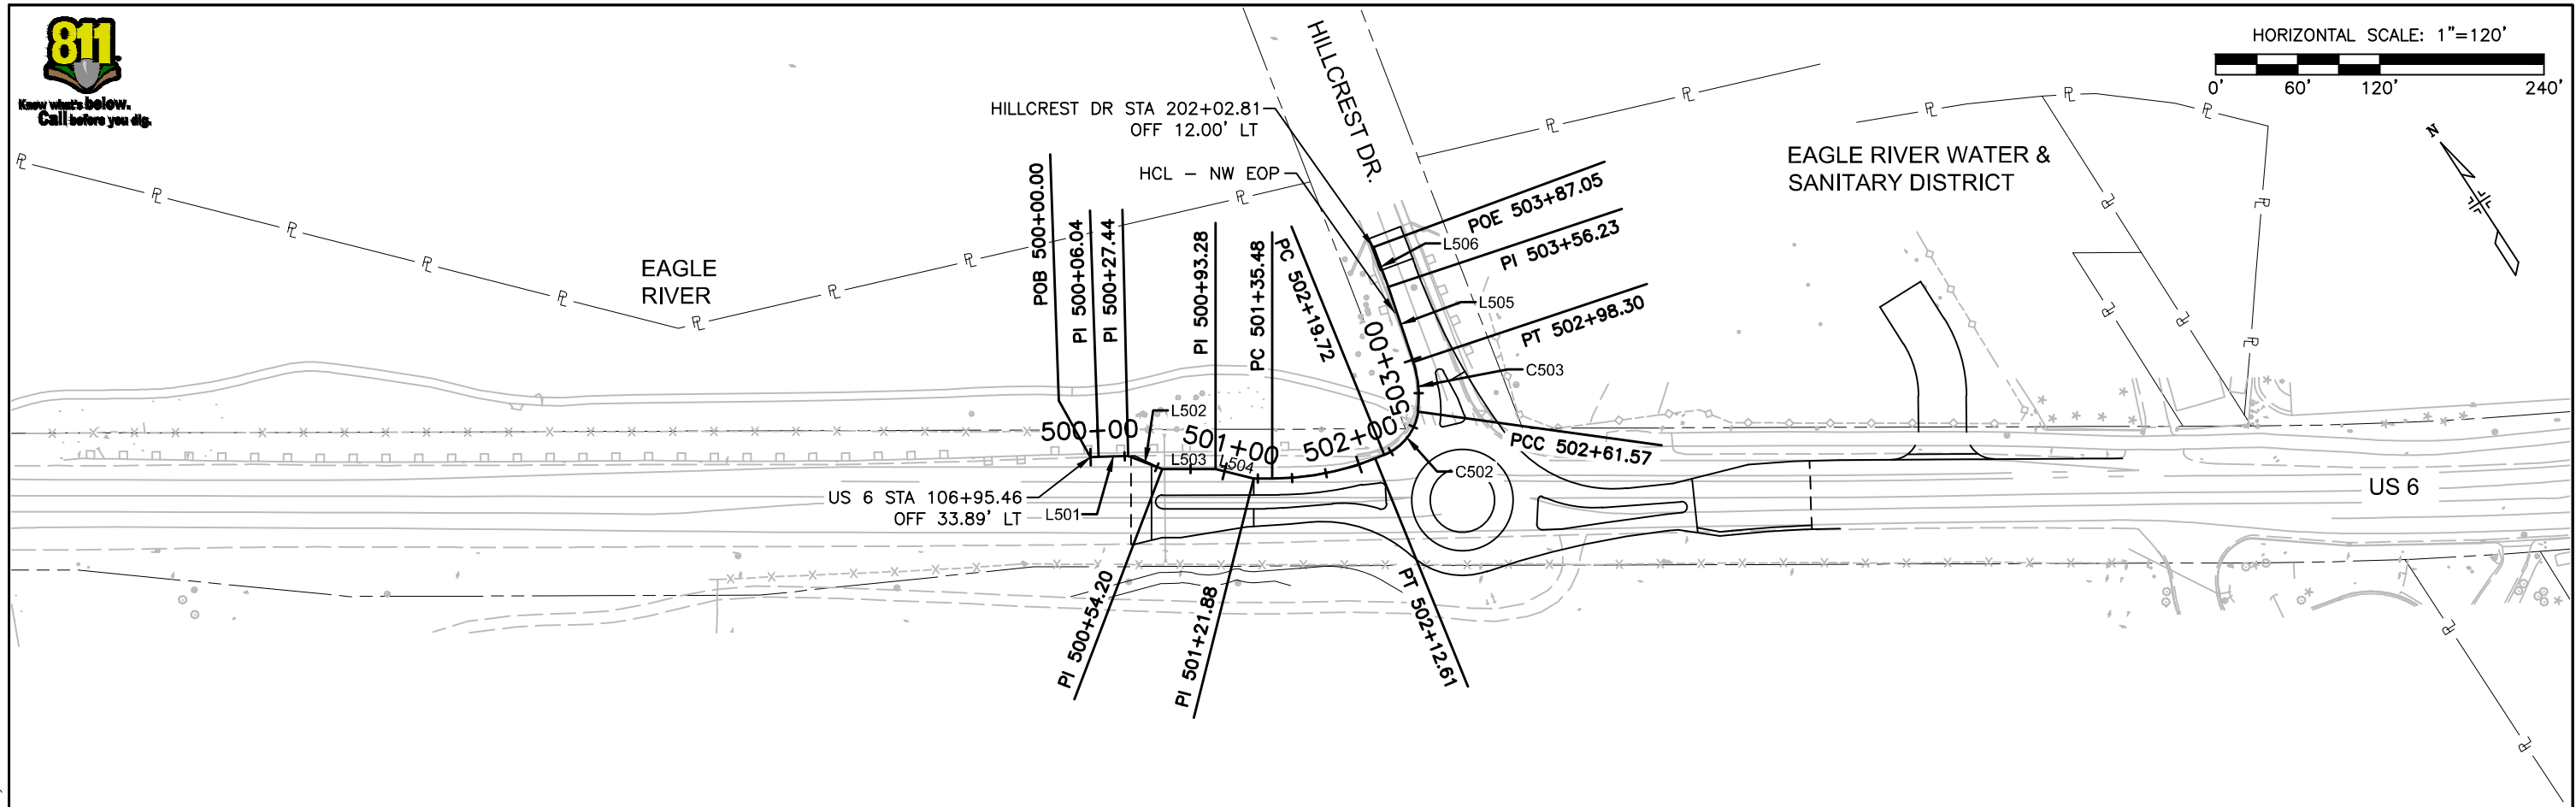 811
Know what's below.
Call before you dig.
HORIZONTAL SCALE: 1"=120'
0'
60'
120'
240'
N
HILLCREST DR.
HILLCREST DR STA 202+02.81
OFF 12.00' LT
HCL - NW EOP
EAGLE RIVER WATER &
SANITARY DISTRICT
EAGLE
RIVER
POB 500+00.00
PI 500+06.04
PI 500+27.44
PI 500+93.28
PC 501+35.48
PC 502+19.72
POE 503+87.05
L506
PI 503+56.23
L505
PT 502+98.30
C503
503+00
PCC 502+61.57
C502
502+00
501+00
500+00
L502
L503
L504
US 6 STA 106+95.46
OFF 33.89' LT
L501
US 6
PI 500+54.20
PI 501+21.88
PT 502+12.61